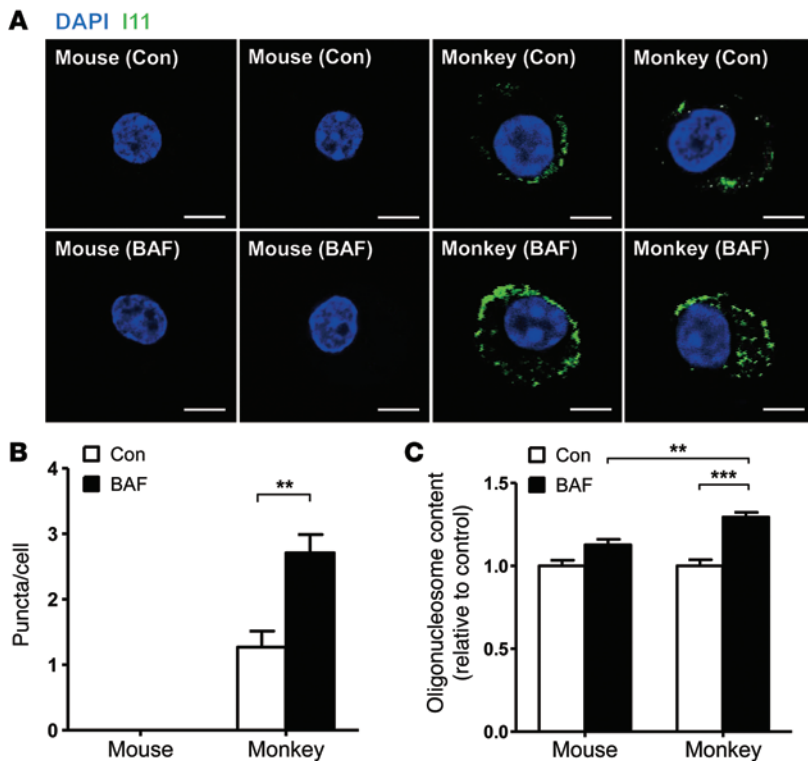 A
DAPI I11
Mouse (Con)
Mouse (Con)
Monkey (Con)
Monkey (Con)
Mouse (BAF)
Mouse (BAF)
Monkey (BAF)
Monkey (BAF)
B
Con
BAF
**
4
3
2
1
0
Puncta/cell
Mouse
Monkey
C
Con
BAF
**
***
1.5
1.0
0.5
0
Oligonucleosome content
(relative to control)
Mouse
Monkey